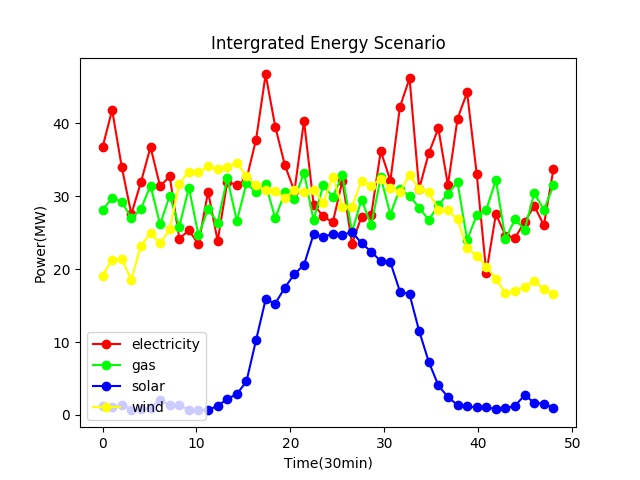 Intergrated Energy Scenario
Power(MW)
40
30
20
10
0
electricity
gas
solar
wind
0 10 20 30 40 50
Time(30min)